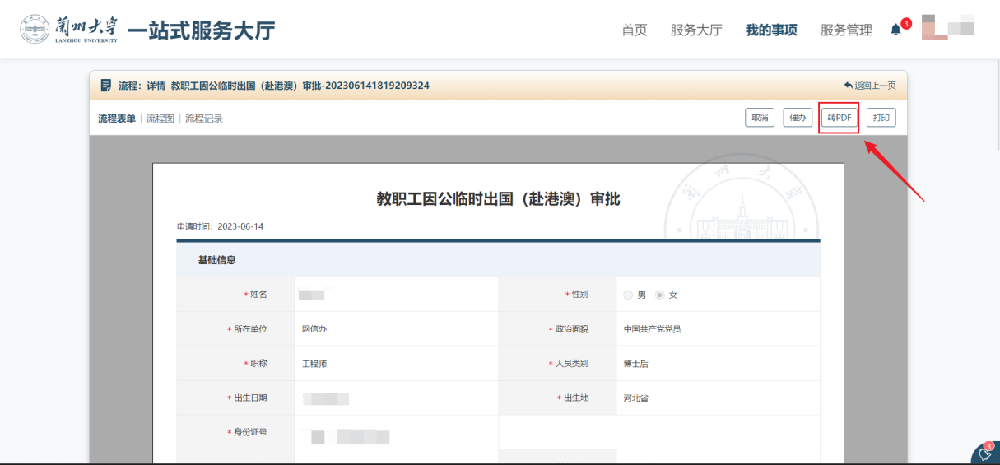 兰州大学 LANZHOU UNIVERSITY 一站式服务大厅 首页 服务大厅 我的事项 服务管理 3
流程：详情 教职工因公临时出国（赴港澳）审批-202306141819209324 返回上一页
流程表单 | 流程图 | 流程记录 取消 催办 转PDF 打印
兰州大学
教职工因公临时出国（赴港澳）审批
申请时间：2023-06-14
基础信息
* 姓名 * 性别 男 女
* 所在单位 网信办 * 政治面貌 中国共产党党员
* 职称 工程师 * 人员类别 博士后
* 出生日期 * 出生地 河北省
* 身份证号
3